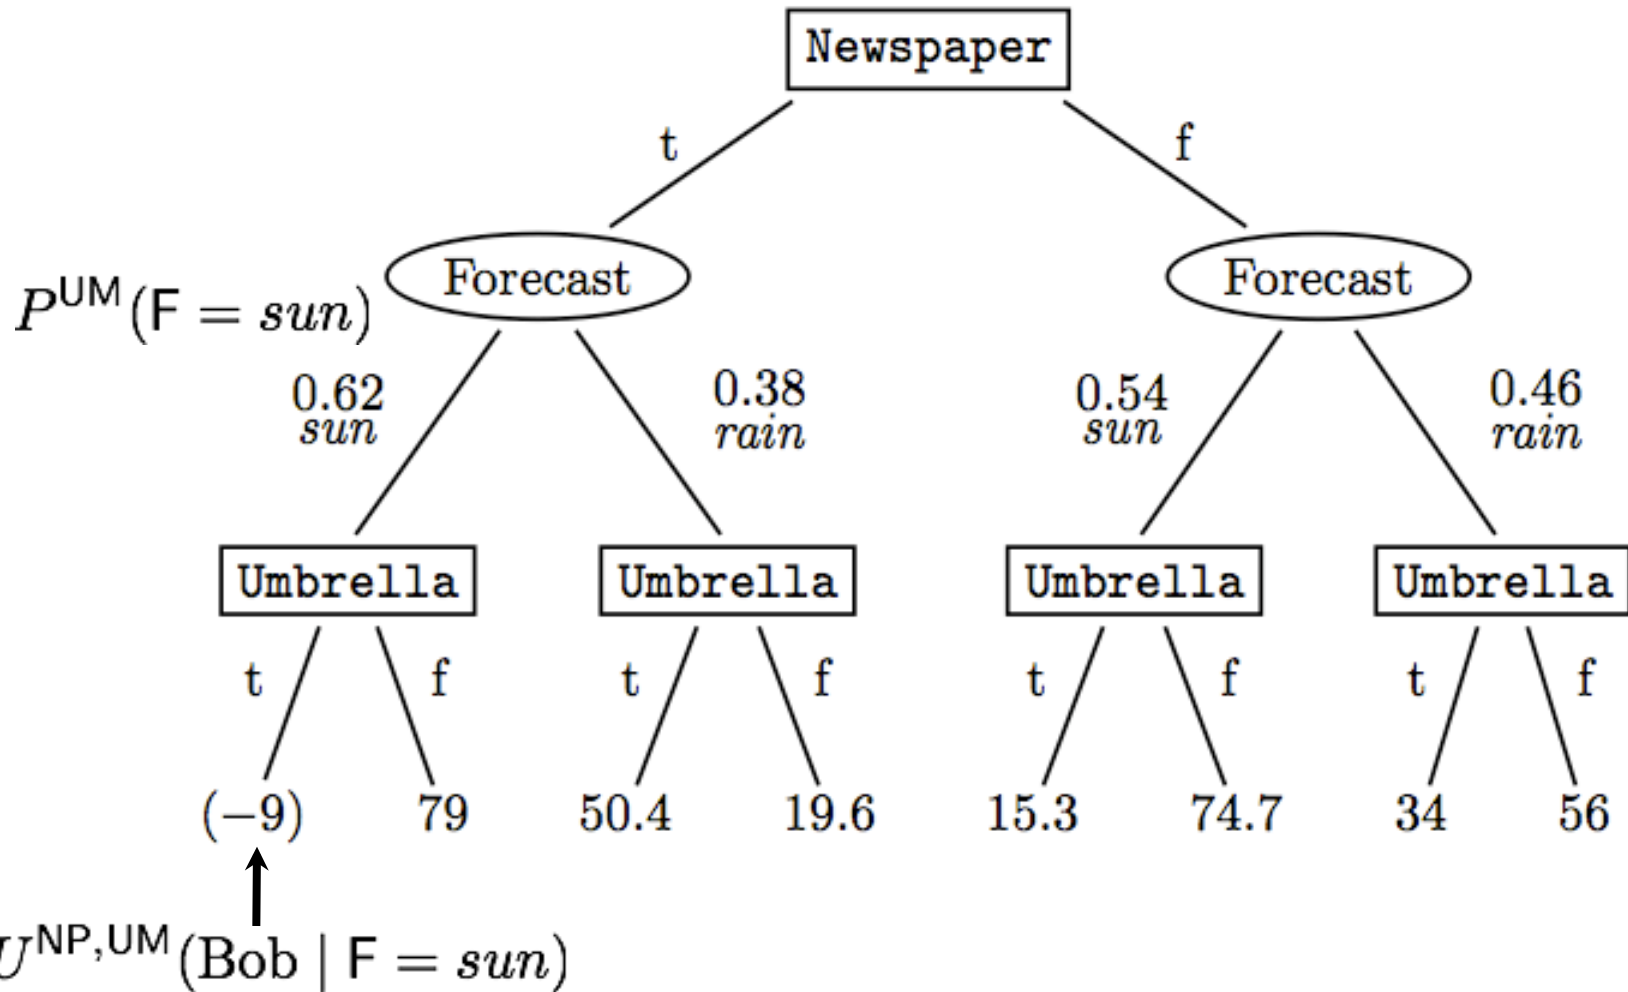 Newspaper
t f
Forecast Forecast
P^UM(F = sun)
0.62 0.38 0.54 0.46
sun rain sun rain
Umbrella Umbrella Umbrella Umbrella
t f t f t f t f
(−9) 79 50.4 19.6 15.3 74.7 34 56
U^NP,UM(Bob | F = sun)